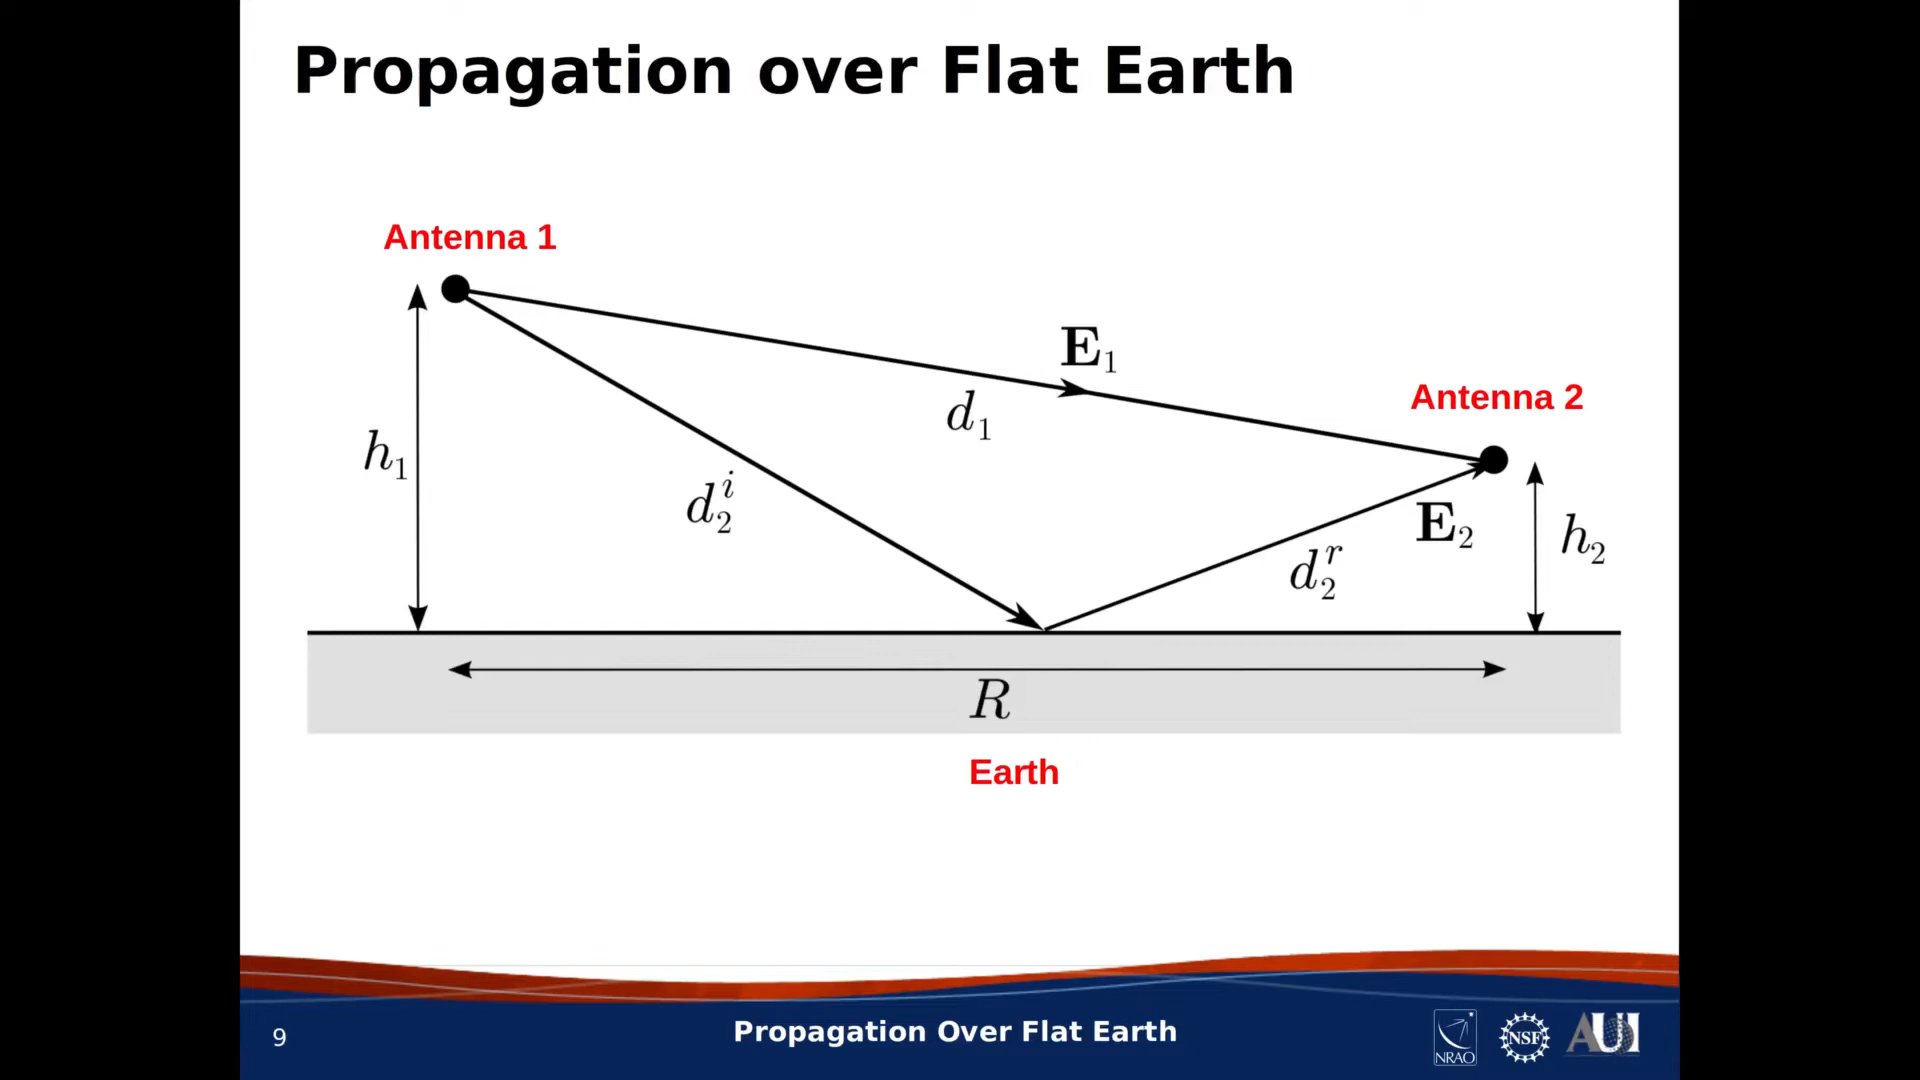 Propagation over Flat Earth
Antenna 1
E₁
Antenna 2
d₁
h₁
d₂ⁱ
E₂
h₂
d₂ʳ
R
Earth
9
Propagation Over Flat Earth
NRAO
NSF
AUI